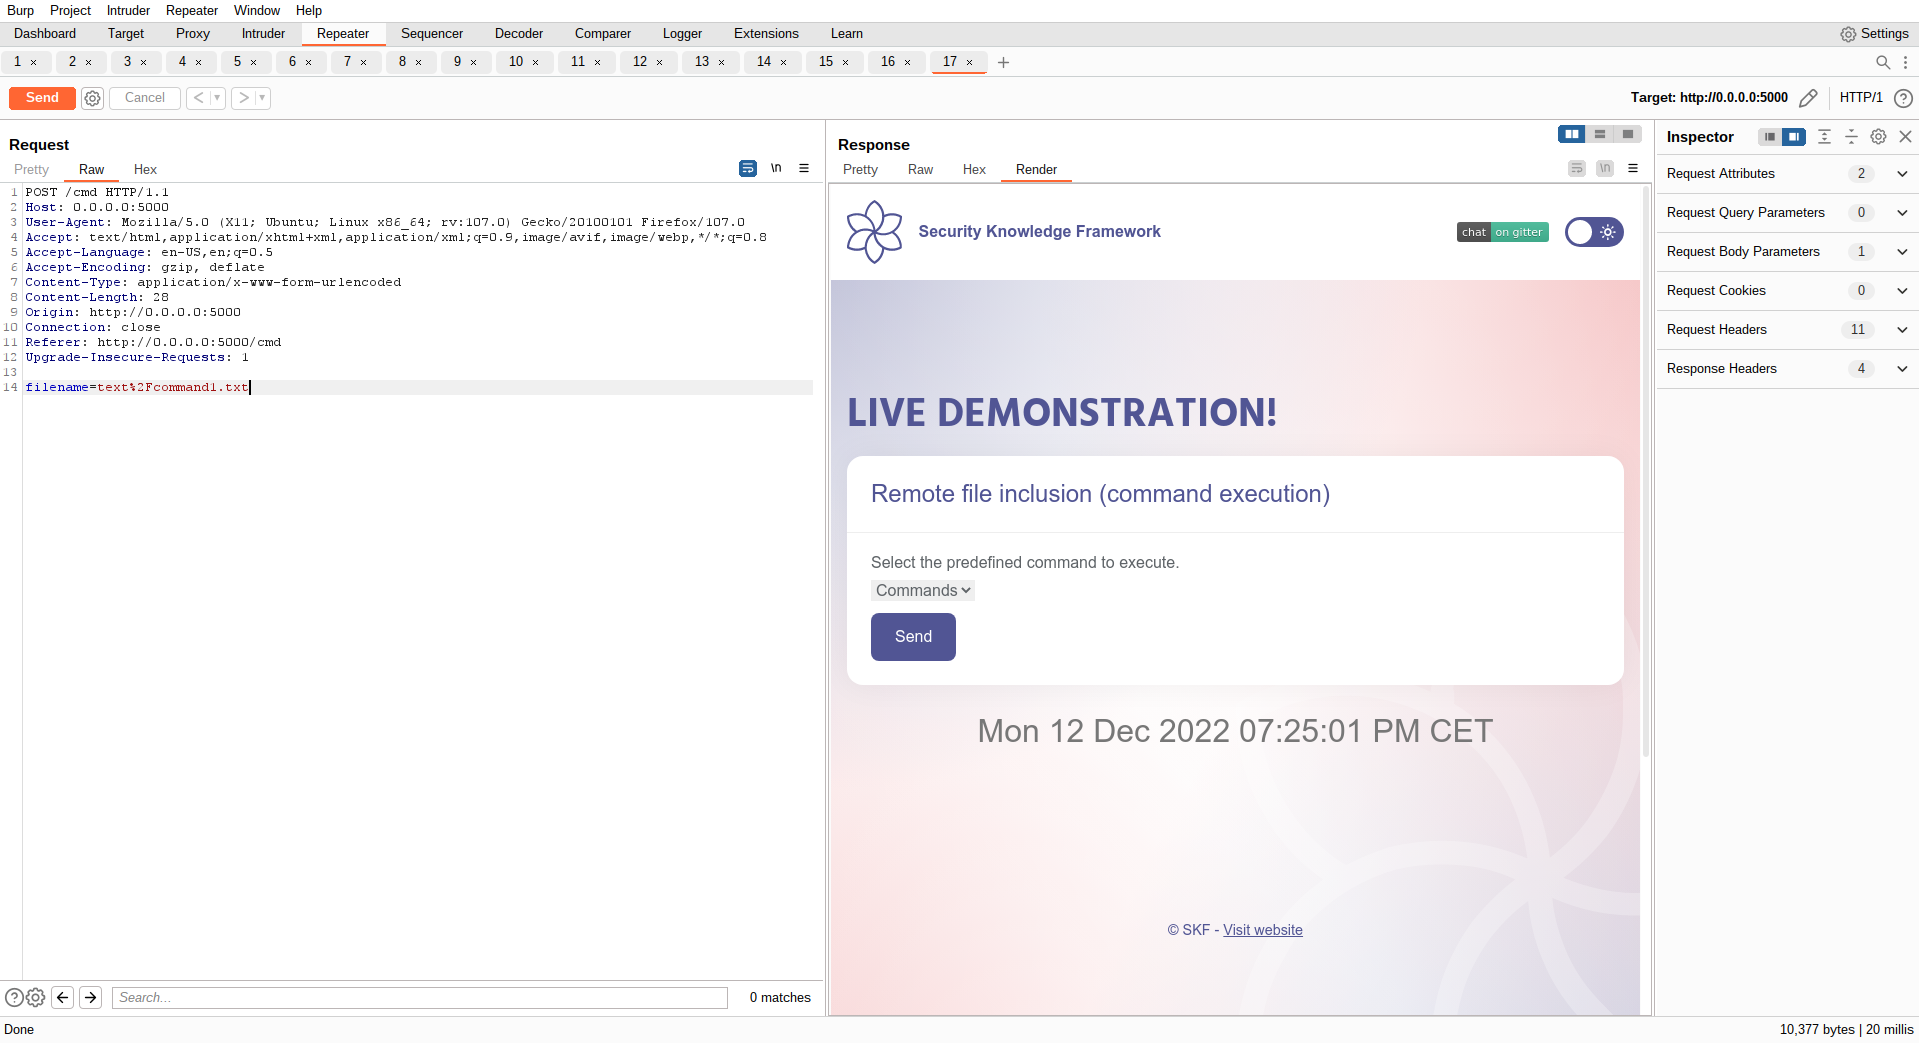 Burp Project Intruder Repeater Window Help
Dashboard Target Proxy Intruder Repeater Sequencer Decoder Comparer Logger Extensions Learn Settings
1 × 2 × 3 × 4 × 5 × 6 × 7 × 8 × 9 × 10 × 11 × 12 × 13 × 14 × 15 × 16 × 17 × +
Send Cancel < > Target: http://0.0.0.0:5000 HTTP/1 ?
Request
Pretty Raw Hex \n
1 POST /cmd HTTP/1.1
2 Host: 0.0.0.0:5000
3 User-Agent: Mozilla/5.0 (X11; Ubuntu; Linux x86_64; rv:107.0) Gecko/20100101 Firefox/107.0
4 Accept: text/html,application/xhtml+xml,application/xml;q=0.9,image/avif,image/webp,*/*;q=0.8
5 Accept-Language: en-US,en;q=0.5
6 Accept-Encoding: gzip, deflate
7 Content-Type: application/x-www-form-urlencoded
8 Content-Length: 28
9 Origin: http://0.0.0.0:5000
10 Connection: close
11 Referer: http://0.0.0.0:5000/cmd
12 Upgrade-Insecure-Requests: 1
13
14 filename=text%2Fcommand1.txt
? Search... 0 matches
Response
Pretty Raw Hex Render \n
Security Knowledge Framework chat on gitter
LIVE DEMONSTRATION!
Remote file inclusion (command execution)
Select the predefined command to execute.
Commands
Send
Mon 12 Dec 2022 07:25:01 PM CET
© SKF - Visit website
Inspector
Request Attributes 2
Request Query Parameters 0
Request Body Parameters 1
Request Cookies 0
Request Headers 11
Response Headers 4
Done 10,377 bytes | 20 millis